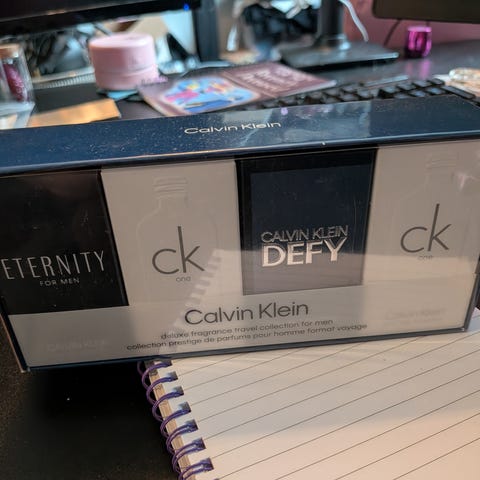 Calvin Klein
ETERNITY
FOR MEN
ck
one
CALVIN KLEIN
DEFY
ck
one
Calvin Klein
deluxe fragrance travel collection for men
collection prestige de parfums pour homme format voyage